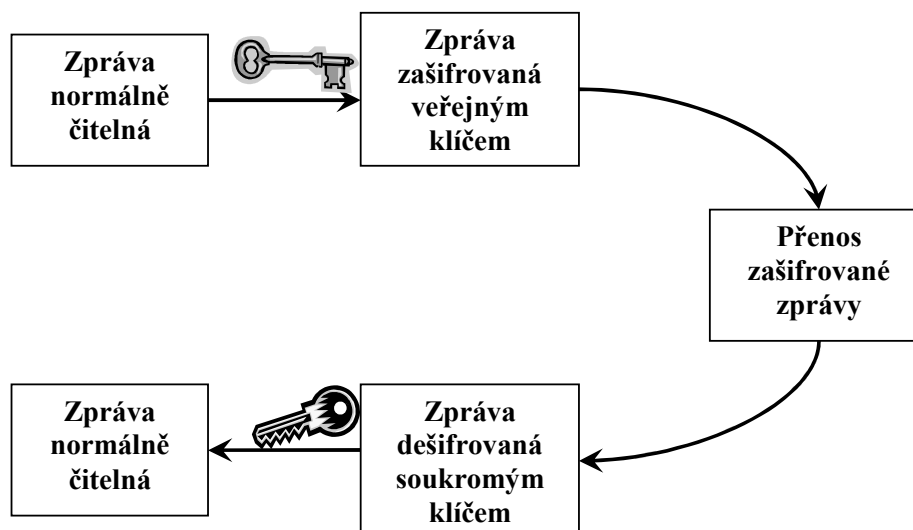 Zpráva
normálně
čitelná
Zpráva
zašifrovaná
veřejným
klíčem
Přenos
zašifrované
zprávy
Zpráva
dešifrovaná
soukromým
klíčem
Zpráva
normálně
čitelná